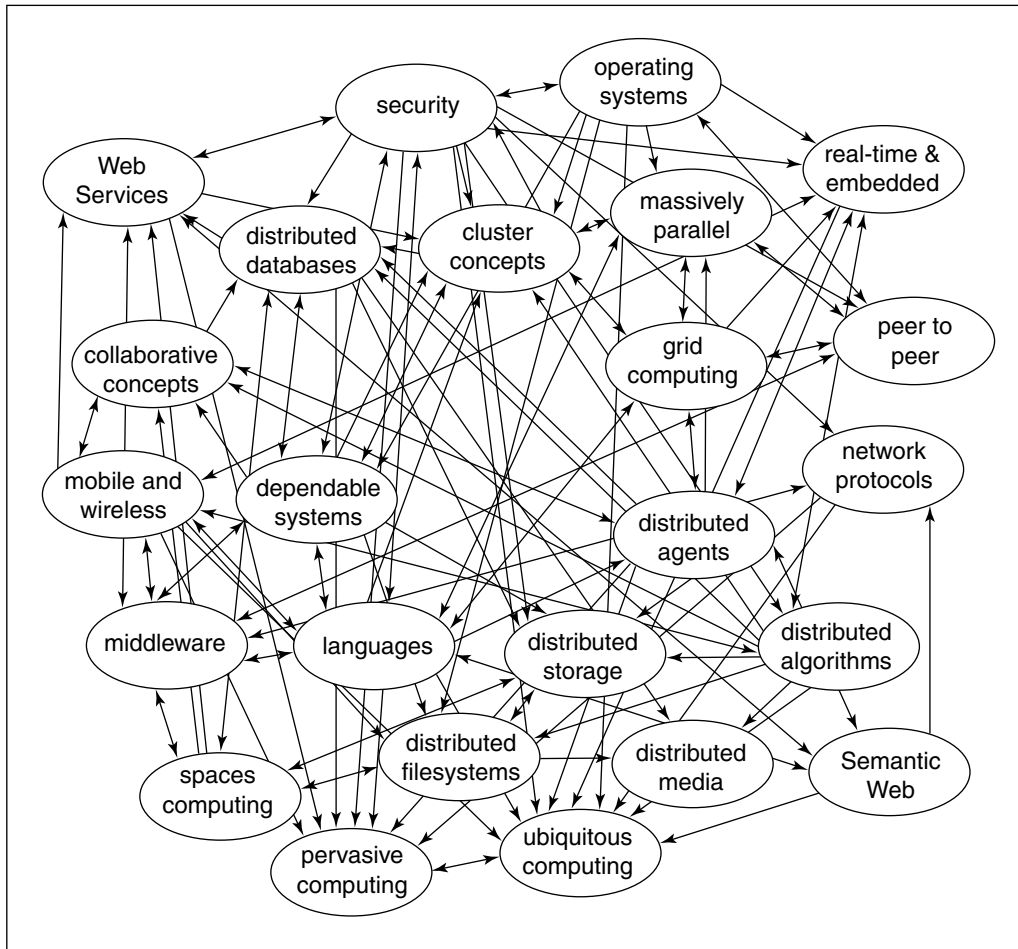 operating
systems
security
Web
Services
real-time &
embedded
massively
parallel
distributed
databases
cluster
concepts
peer to
peer
collaborative
concepts
grid
computing
network
protocols
mobile and
wireless
dependable
systems
distributed
agents
middleware
languages
distributed
storage
distributed
algorithms
distributed
filesystems
distributed
media
Semantic
Web
spaces
computing
pervasive
computing
ubiquitous
computing